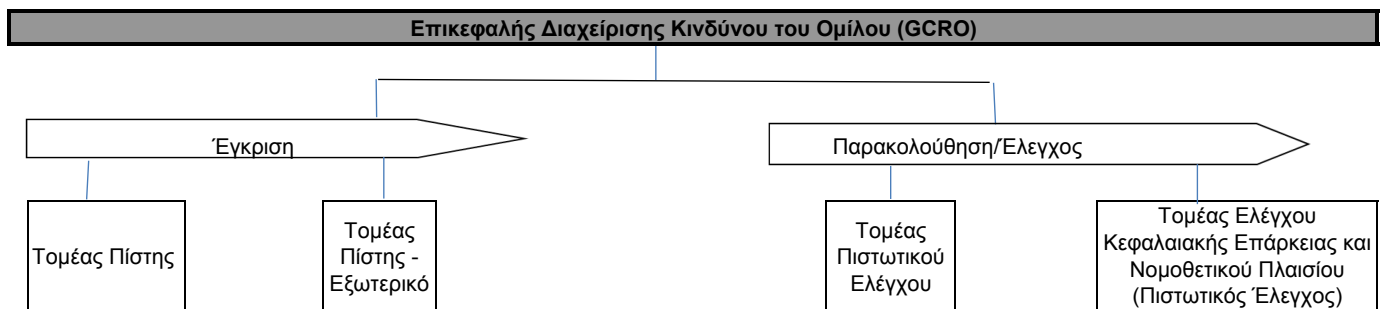 Επικεφαλής Διαχείρισης Κινδύνου του Ομίλου (GCRO)
Έγκριση
Παρακολούθηση/Έλεγχος
Τομέας Πίστης
Τομέας
Πίστης -
Εξωτερικό
Τομέας
Πιστωτικού
Ελέγχου
Τομέας Ελέγχου
Κεφαλαιακής Επάρκειας και
Νομοθετικού Πλαισίου
(Πιστωτικός Έλεγχος)